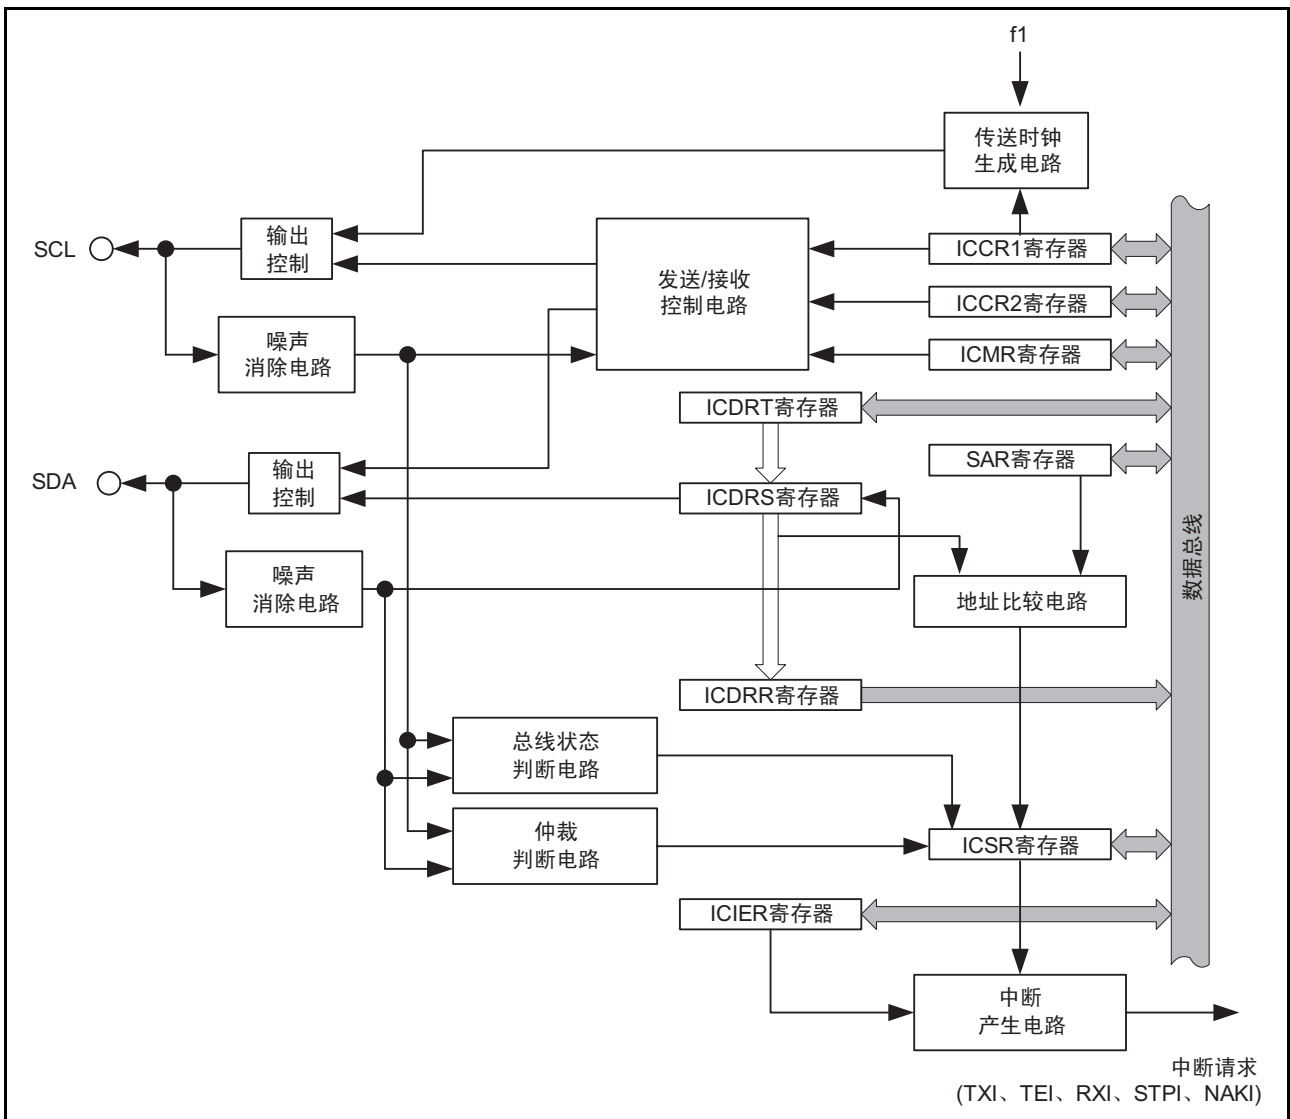 f1
传送时钟
生成电路
SCL
输出
控制
发送/接收
控制电路
ICCR1寄存器
ICCR2寄存器
噪声
消除电路
ICMR寄存器
ICDRT寄存器
SAR寄存器
SDA
输出
控制
ICDRS寄存器
数据总线
噪声
消除电路
地址比较电路
ICDRR寄存器
总线状态
判断电路
仲裁
判断电路
ICSR寄存器
ICIER寄存器
中断
产生电路
中断请求
(TXI、TEI、RXI、STPI、NAKI)